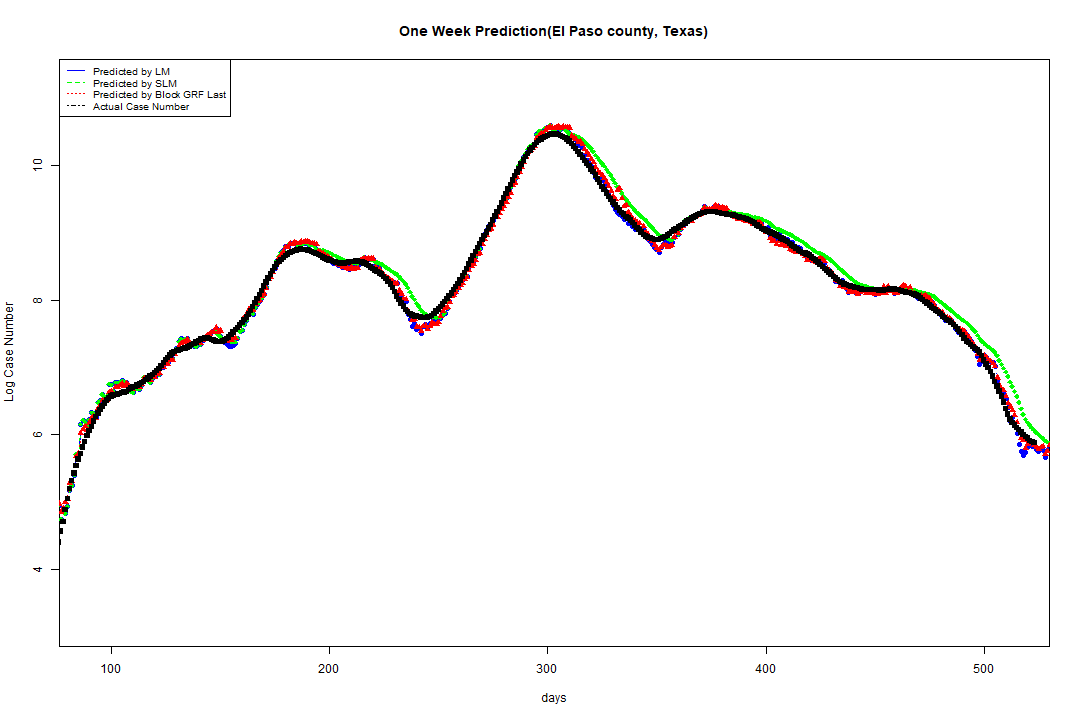 One Week Prediction(El Paso county, Texas)
Predicted by LM
Predicted by SLM
Predicted by Block GRF Last
Actual Case Number
10
8
6
4
Log Case Number
100 200 300 400 500
days